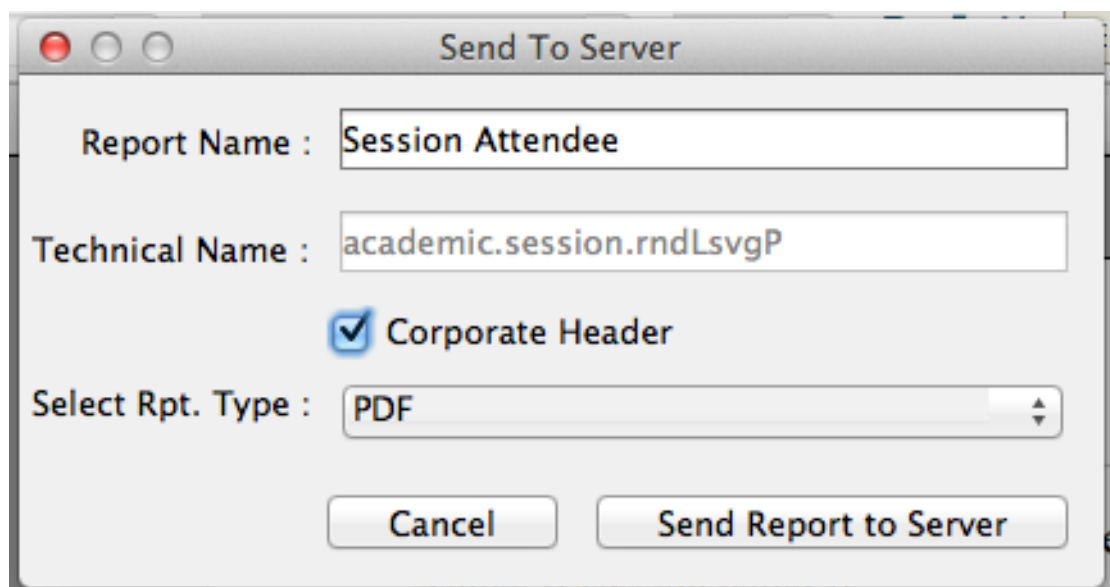 Send To Server
Report Name : Session Attendee
Technical Name : academic.session.rndLsvgP
Corporate Header
Select Rpt. Type : PDF
Cancel Send Report to Server